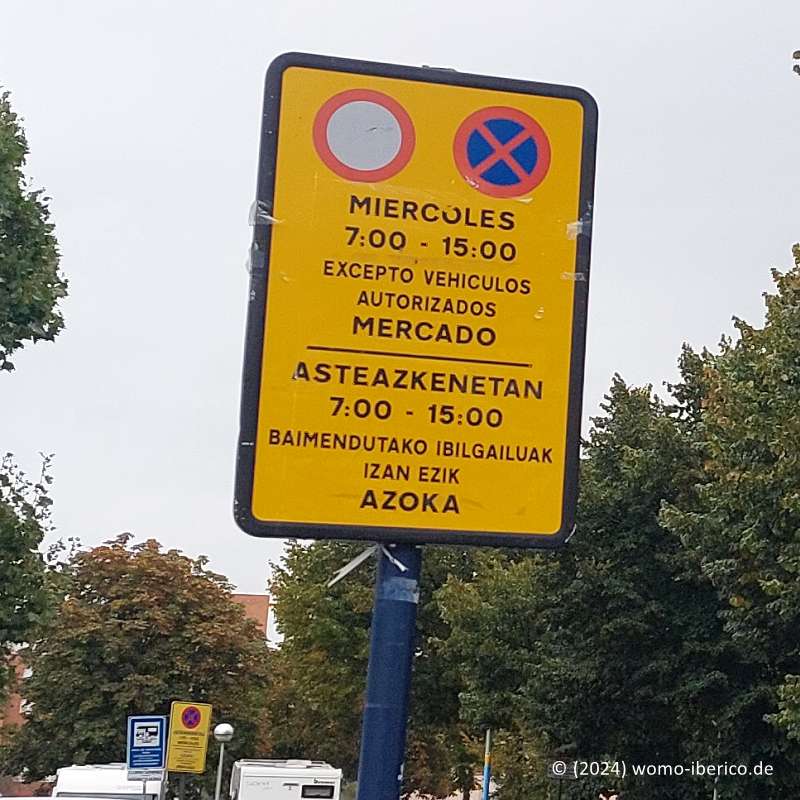 MIERCOLES
7:00 - 15:00
EXCEPTO VEHICULOS
AUTORIZADOS
MERCADO
ASTEAZKENETAN
7:00 - 15:00
BAIMENDUTAKO IBILGAILUAK
IZAN EZIK
AZOKA
© (2024) womo-iberico.de